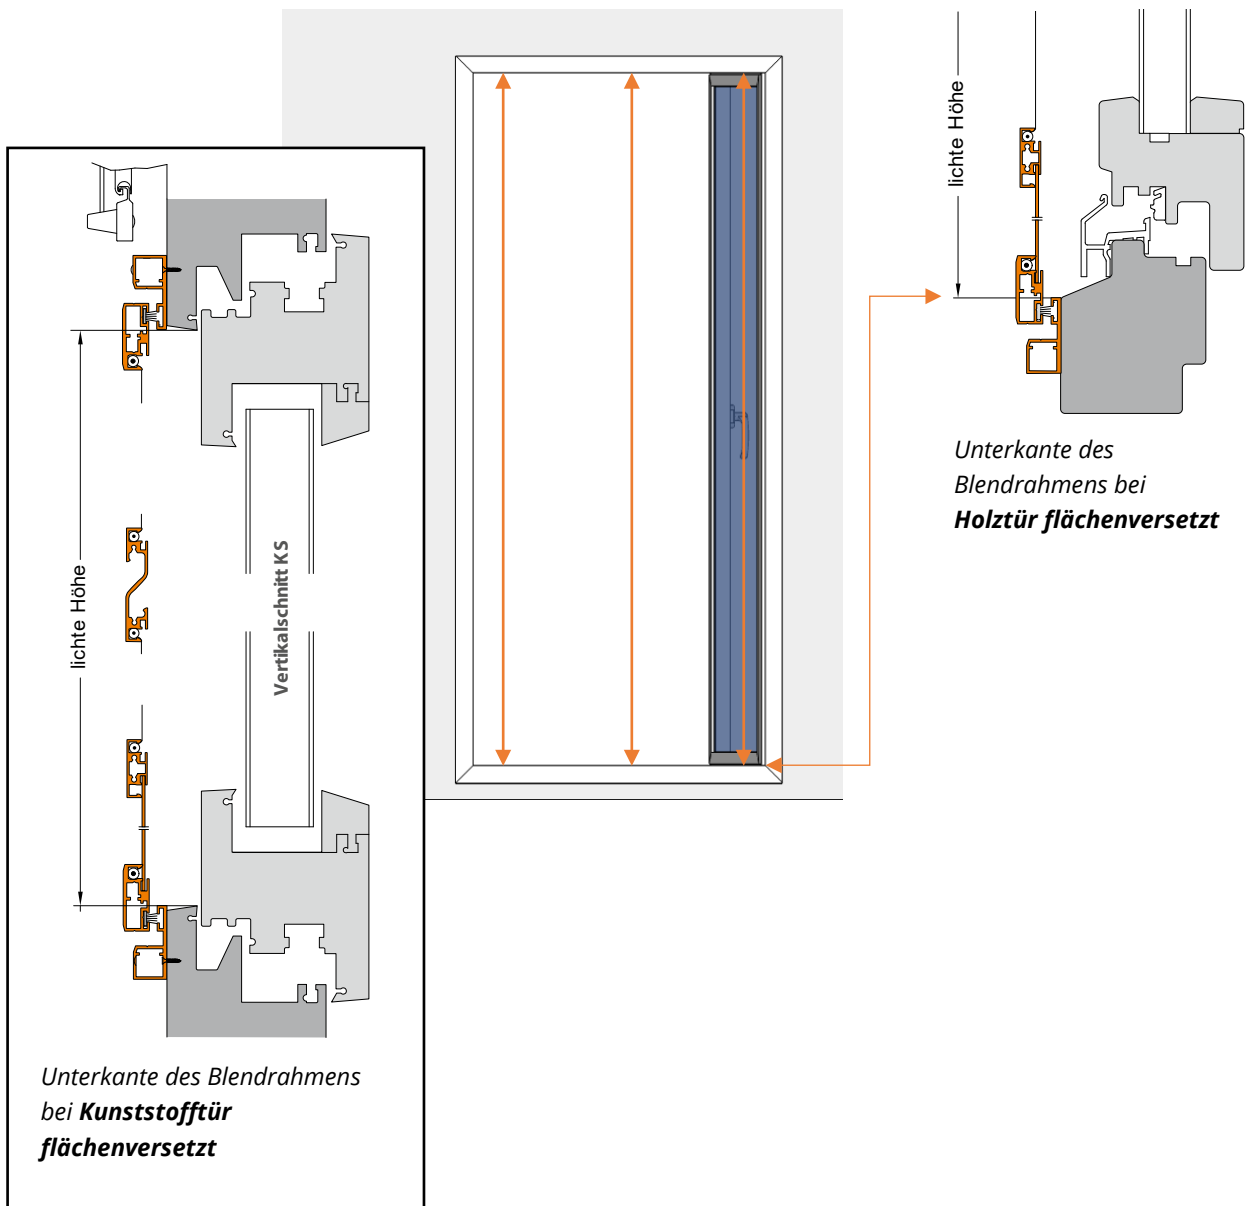 lichte Höhe
Vertikalschnitt KS
Unterkante des Blendrahmens
bei Kunststofftür
flächenversetzt
lichte Höhe
Unterkante des
Blendrahmens bei
Holztür flächenversetzt